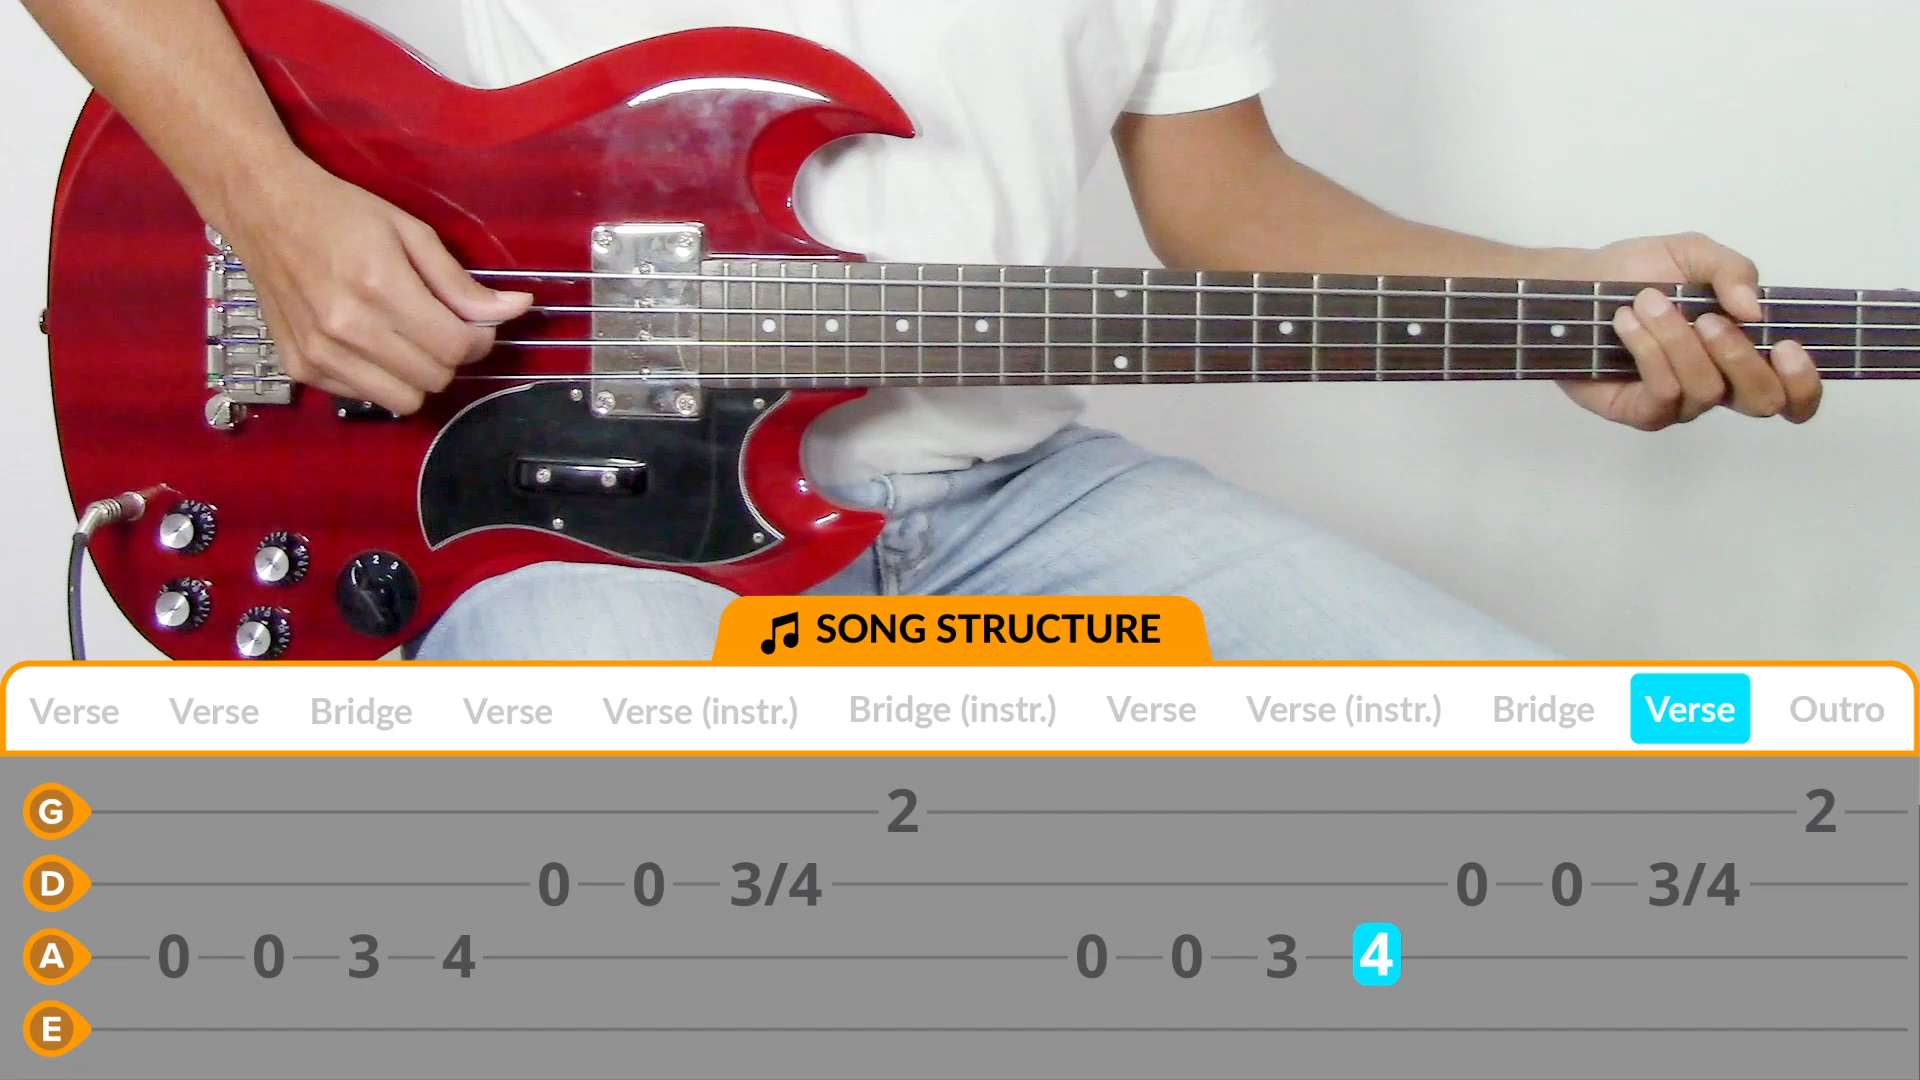 SONG STRUCTURE
Verse Verse Bridge Verse Verse (instr.) Bridge (instr.) Verse Verse (instr.) Bridge Verse Outro
G 2 2
D 0 0 3/4 0 0 3/4
A 0 0 3 4 0 0 3 4
E